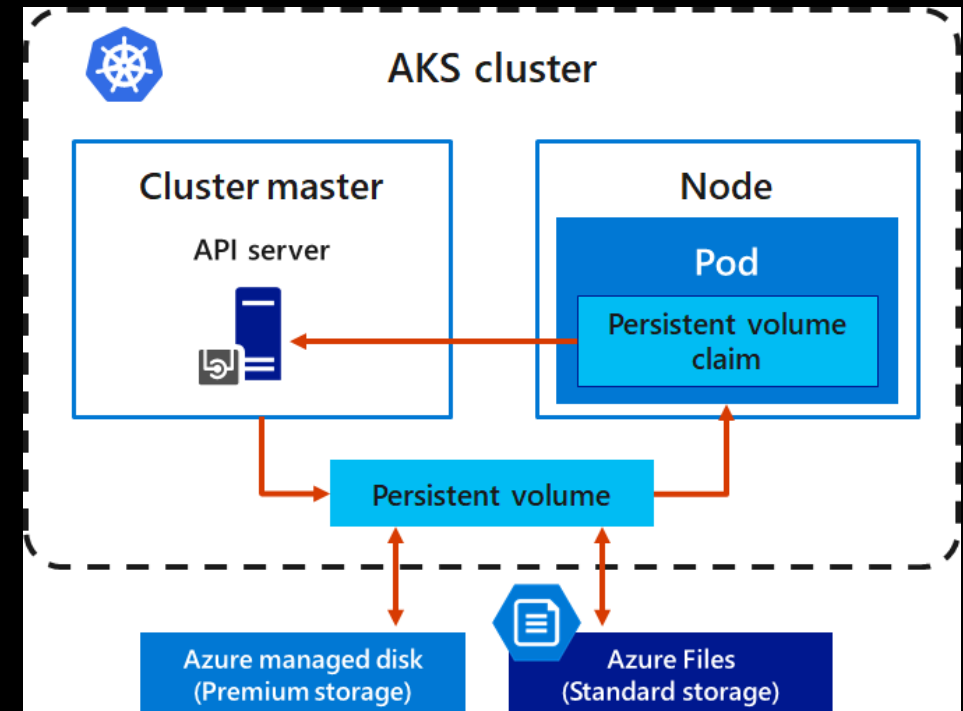 AKS cluster
Cluster master
API server
Node
Pod
Persistent volume
claim
Persistent volume
Azure managed disk
(Premium storage)
Azure Files
(Standard storage)